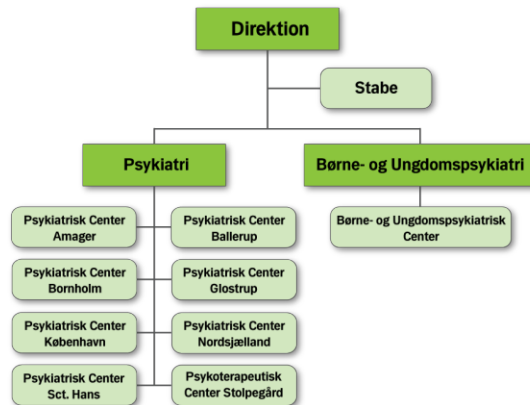 Direktion
Stabe
Psykiatri
Børne- og Ungdomspsykiatri
Psykiatrisk Center
Amager
Psykiatrisk Center
Ballerup
Børne- og Ungdomspsykiatrisk
Center
Psykiatrisk Center
Bornholm
Psykiatrisk Center
Glostrup
Psykiatrisk Center
København
Psykiatrisk Center
Nordsjælland
Psykiatrisk Center
Sct. Hans
Psykoterapeutisk
Center Stolpegård